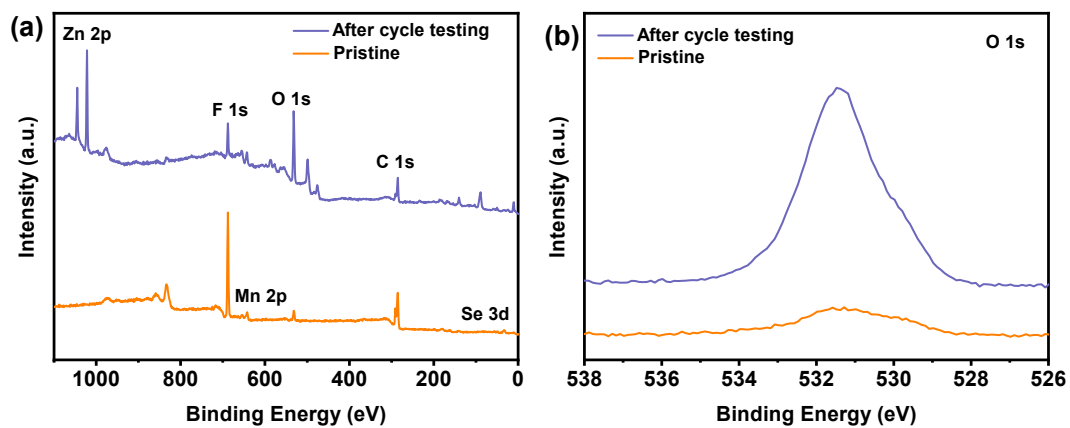 (a)
Zn 2p
After cycle testing
Pristine
F 1s
O 1s
C 1s
Mn 2p
Se 3d
Intensity (a.u.)
1000 800 600 400 200 0
Binding Energy (eV)
(b)
After cycle testing
Pristine
O 1s
Intensity (a.u.)
538 536 534 532 530 528 526
Binding Energy (eV)